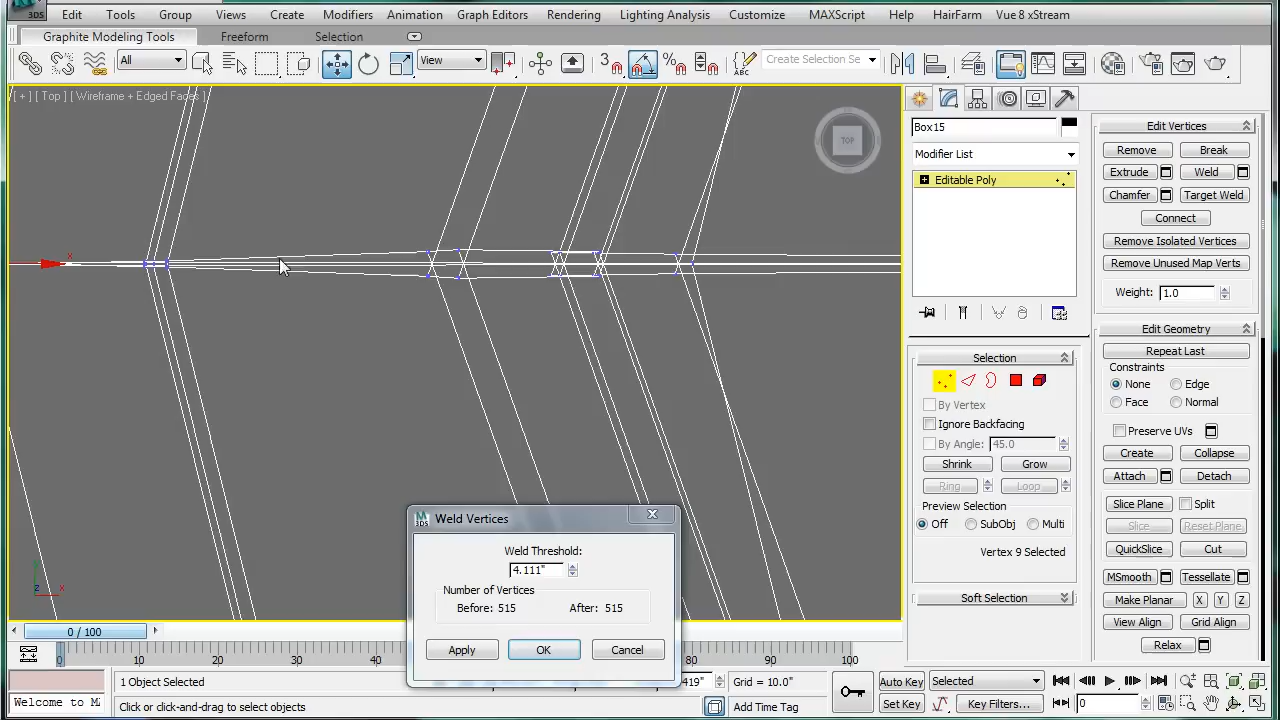 3DS
Edit Tools Group Views Create Modifiers Animation Graph Editors Rendering Lighting Analysis Customize MAXScript Help HairFarm Vue 8 xStream
Graphite Modeling Tools Freeform Selection
All View 3 ABC Create Selection Se
[ + ] [ Top ] [ Wireframe + Edged Faces ]
TOP
x
Box15
Modifier List
Editable Poly
Edit Vertices
Remove Break
Extrude Weld
Chamfer Target Weld
Connect
Remove Isolated Vertices
Remove Unused Map Verts
Weight: 1.0
Selection
By Vertex
Ignore Backfacing
By Angle: 45.0
Shrink Grow
Ring Loop
Preview Selection
Off SubObj Multi
Vertex 9 Selected
Soft Selection
Edit Geometry
Repeat Last
Constraints
None Edge
Face Normal
Preserve UVs
Create Collapse
Attach Detach
Slice Plane Split
Slice Reset Plane
QuickSlice Cut
MSmooth Tessellate
Make Planar X Y Z
View Align Grid Align
Relax
Weld Vertices
Weld Threshold:
4.111"
Number of Vertices
Before: 515 After: 515
Apply OK Cancel
z x
0 / 100
0 10 20 30 40 80 90 100
1 Object Selected 419" Grid = 10.0"
Welcome to M
Click or click-and-drag to select objects Add Time Tag
Auto Key Selected
Set Key Key Filters... 0